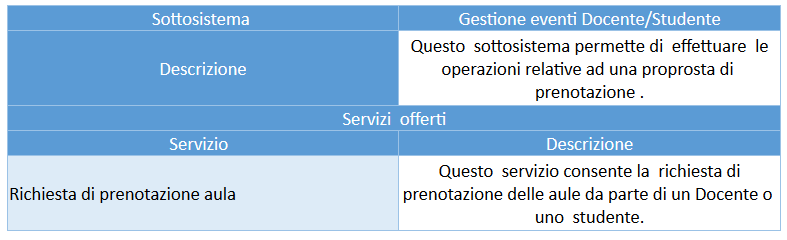 Sottosistema
Gestione eventi Docente/Studente
Descrizione
Questo sottosistema permette di effettuare le
operazioni relative ad una proprosta di
prenotazione .
Servizi offerti
Servizio
Descrizione
Richiesta di prenotazione aula
Questo servizio consente la richiesta di
prenotazione delle aule da parte di un Docente o
uno studente.